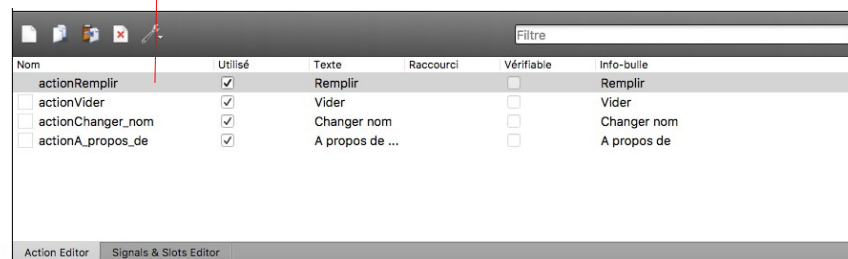 Filtre
Nom Utilisé Texte Raccourci Vérifiable Info-bulle
actionRemplir Remplir Remplir
actionVider Vider Vider
actionChanger_nom Changer nom Changer nom
actionA_propos_de A propos de ... A propos de
Action Editor Signals & Slots Editor